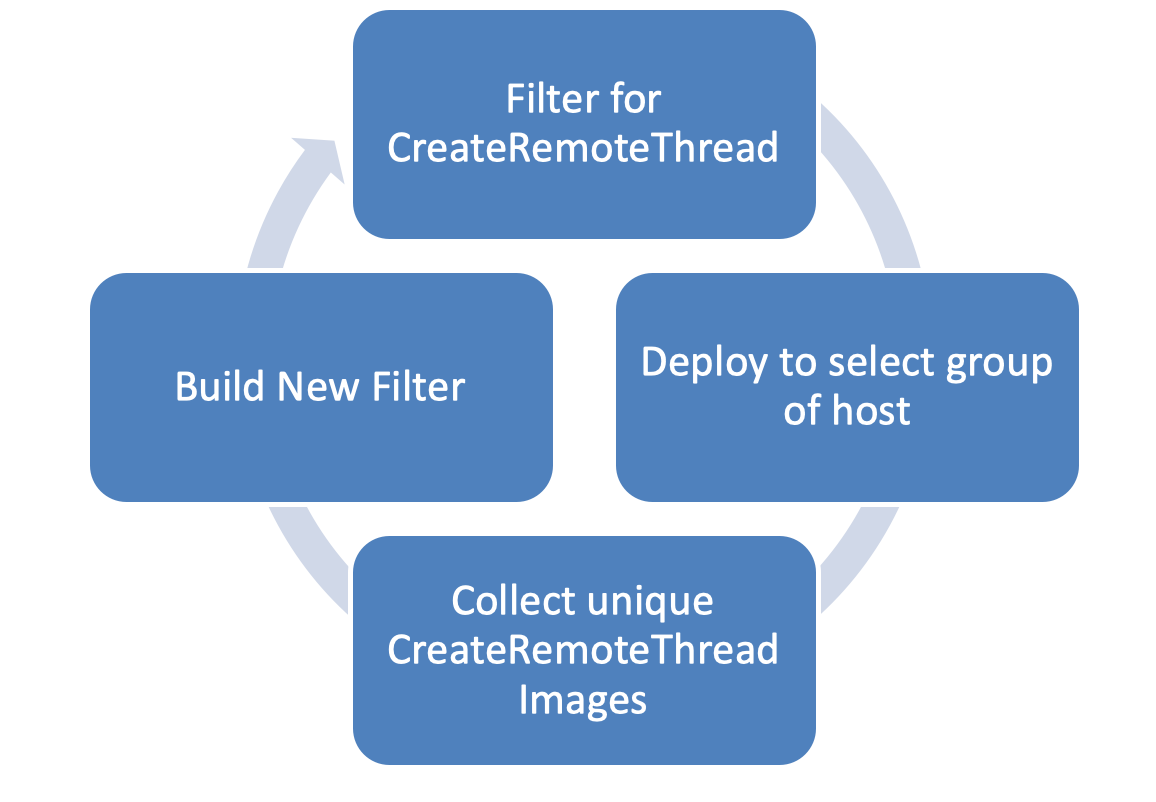 Filter for
CreateRemoteThread
Deploy to select group
of host
Collect unique
CreateRemoteThread
Images
Build New Filter